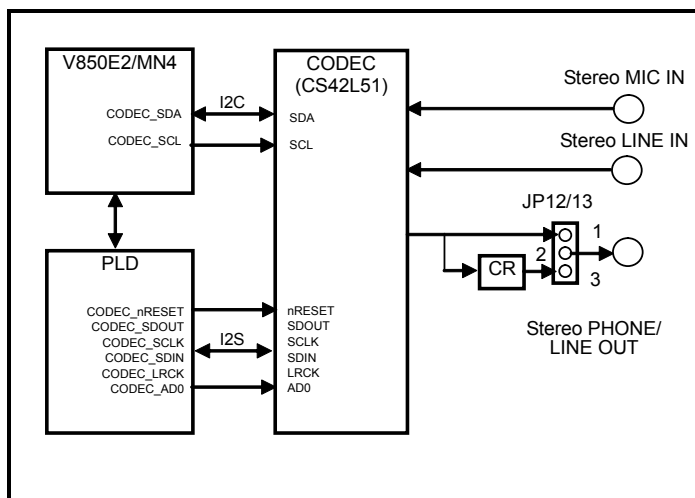 V850E2/MN4
CODEC_SDA
CODEC_SCL
I2C
CODEC
(CS42L51)
SDA
SCL
Stereo MIC IN
Stereo LINE IN
JP12/13
1
2
3
CR
Stereo PHONE/
LINE OUT
PLD
CODEC_nRESET
CODEC_SDOUT
CODEC_SCLK
CODEC_SDIN
CODEC_LRCK
CODEC_AD0
I2S
nRESET
SDOUT
SCLK
SDIN
LRCK
AD0